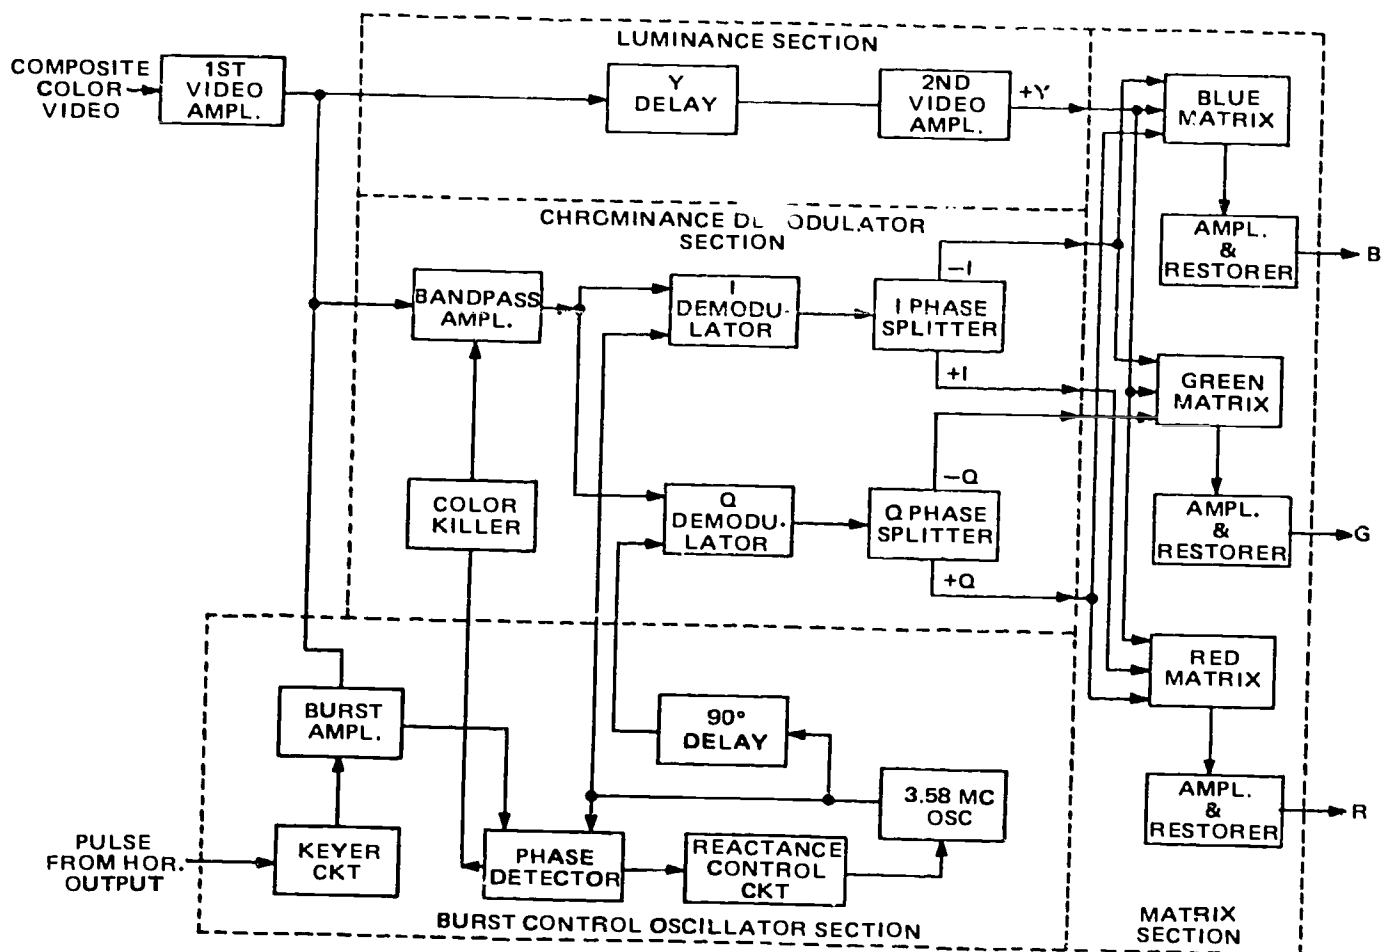 LUMINANCE SECTION
COMPOSITE
COLOR
VIDEO
1ST
VIDEO
AMPL.
Y
DELAY
2ND
VIDEO
AMPL.
+Y
BLUE
MATRIX
AMPL.
&
RESTORER
B
CHROMINANCE DE ODULATOR
SECTION
BANDPASS
AMPL.
I
DEMODU-
LATOR
I PHASE
SPLITTER
–I
+I
GREEN
MATRIX
AMPL.
&
RESTORER
G
COLOR
KILLER
Q
DEMODU-
LATOR
Q PHASE
SPLITTER
–Q
+Q
RED
MATRIX
AMPL.
&
RESTORER
R
BURST
AMPL.
90°
DELAY
3.58 MC
OSC
PULSE
FROM HOR.
OUTPUT
KEYER
CKT
PHASE
DETECTOR
REACTANCE
CONTROL
CKT
BURST CONTROL OSCILLATOR SECTION
MATRIX
SECTION